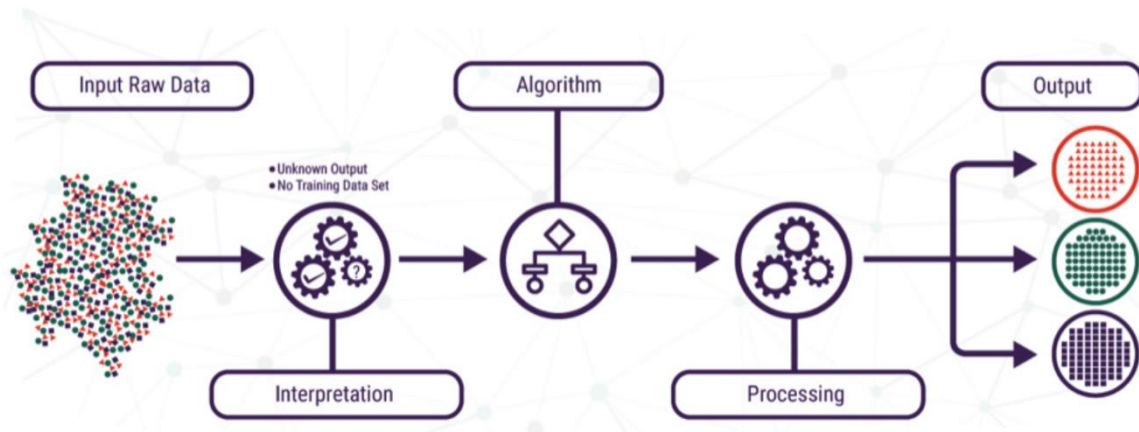 Input Raw Data
Algorithm
Output
• Unknown Output
• No Training Data Set
?
Interpretation
Processing